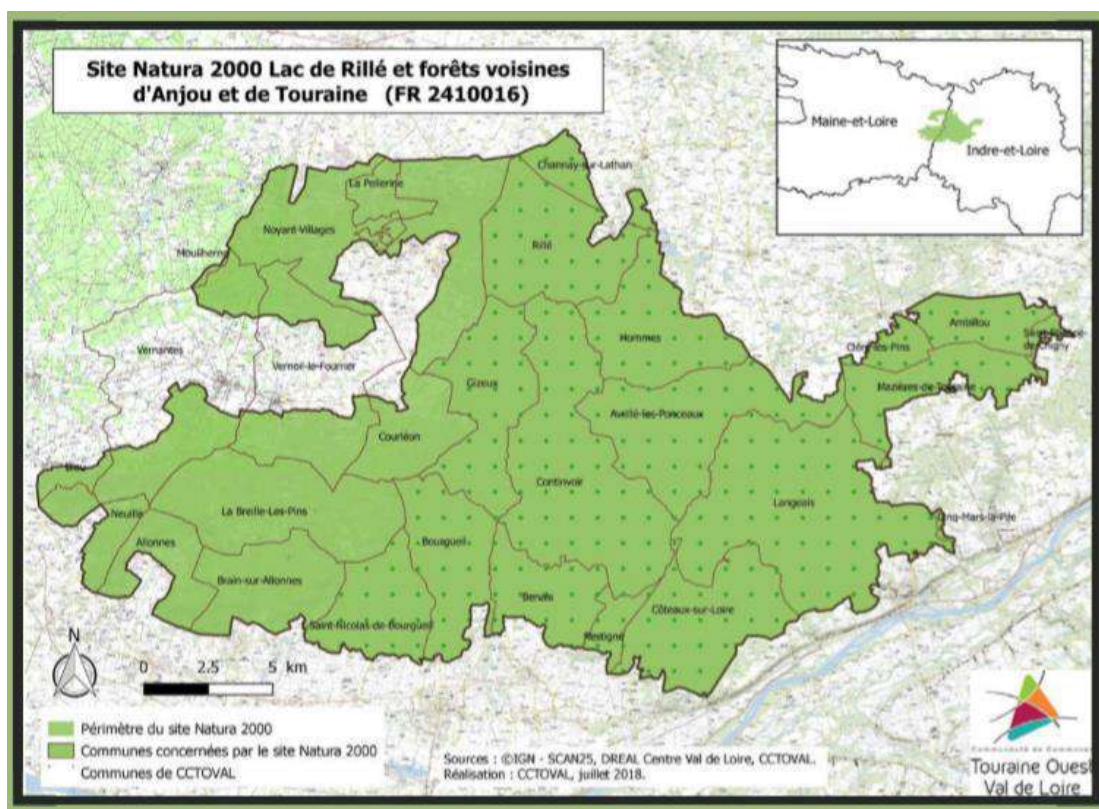 Site Natura 2000 Lac de Rillé et forêts voisines
d'Anjou et de Touraine (FR 2410016)
Maine-et-Loire
Indre-et-Loire
Channay-sur-Lathan
La Pellerine
Noyant-Villages
Rillé
Mouliherne
Ambillou
Hommes
Cléré-les-Pins
Vernantes
Vernoil-le-Fourrier
Mazières-de-Touraine
Gizeux
Avrillé-les-Ponceaux
Courléon
Continvoir
Langeais
Blou
La Breille-Les-Pins
Neuillé
Cinq-Mars-la-Pile
Allonnes
Bourgueil
Brain-sur-Allonnes
Benais
Côteaux-sur-Loire
Saint-Nicolas-de-Bourgueil
Restigné
N
0 2.5 5 km
Périmètre du site Natura 2000
Communes concernées par le site Natura 2000
Communes de CCTOVAL
Sources : ©IGN - SCAN25, DREAL Centre Val de Loire, CCTOVAL.
Réalisation : CCTOVAL, juillet 2018.
Communauté de Communes
Touraine Ouest
Val de Loire